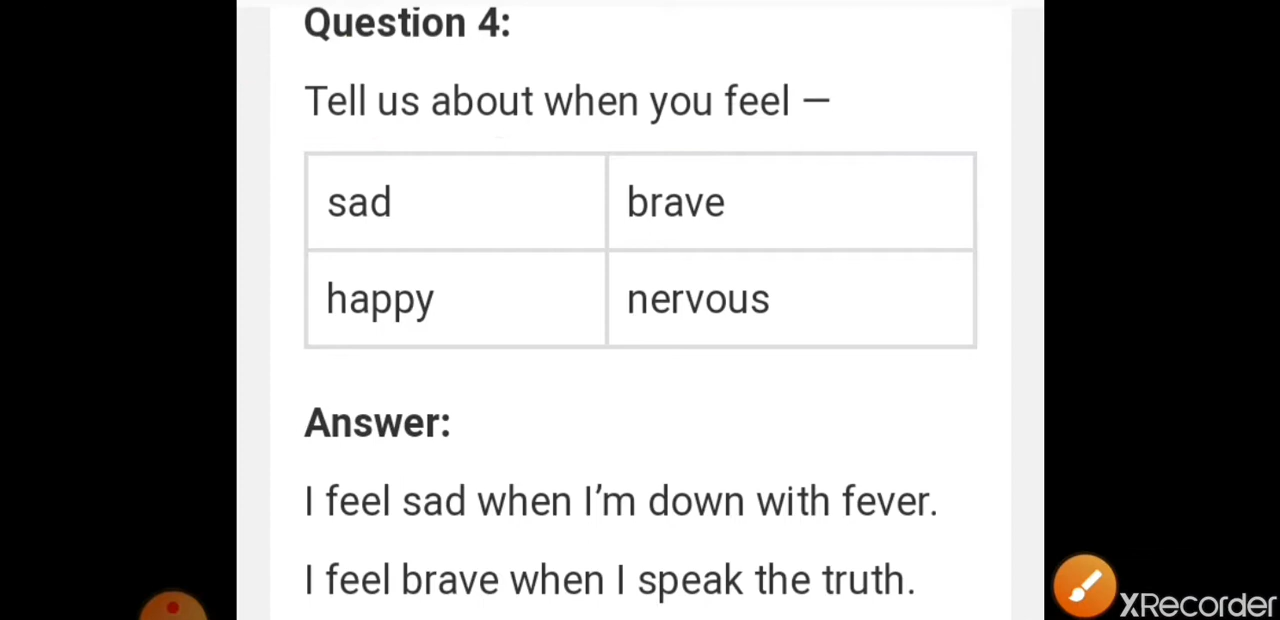 Question 4:
Tell us about when you feel —
sad brave
happy nervous
Answer:
I feel sad when I'm down with fever.
I feel brave when I speak the truth.
XRecorder